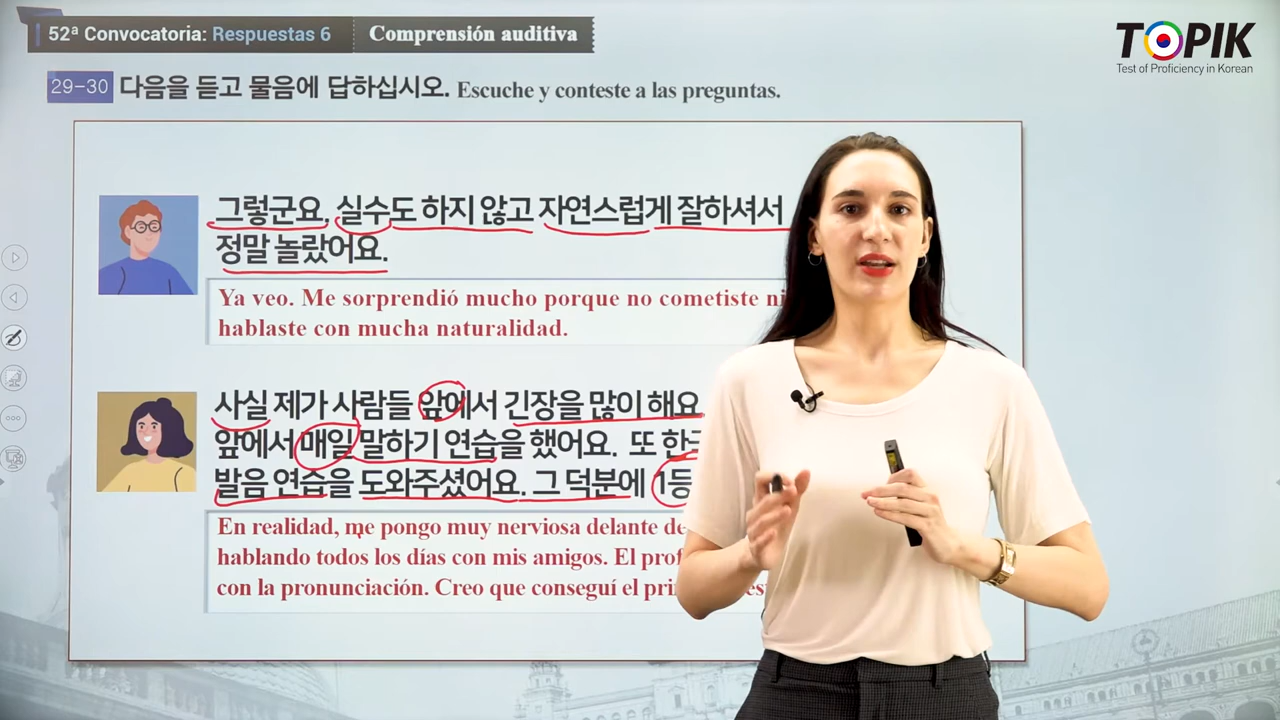 52ª Convocatoria: Respuestas 6
Comprensión auditiva
TOPIK
Test of Proficiency in Korean
29-30 다음을 듣고 물음에 답하십시오. Escuche y conteste a las preguntas.
그렇군요. 실수도 하지 않고 자연스럽게 잘하셔서
정말 놀랐어요.
Ya veo. Me sorprendió mucho porque no cometiste ni
hablaste con mucha naturalidad.
사실 제가 사람들 앞에서 긴장을 많이 해요
앞에서 매일 말하기 연습을 했어요. 또
발음 연습을 도와주셨어요. 그 덕분에 1등
En realidad, me pongo muy nerviosa delante de
hablando todos los días con mis amigos. El
con la pronunciación. Creo que conseguí el